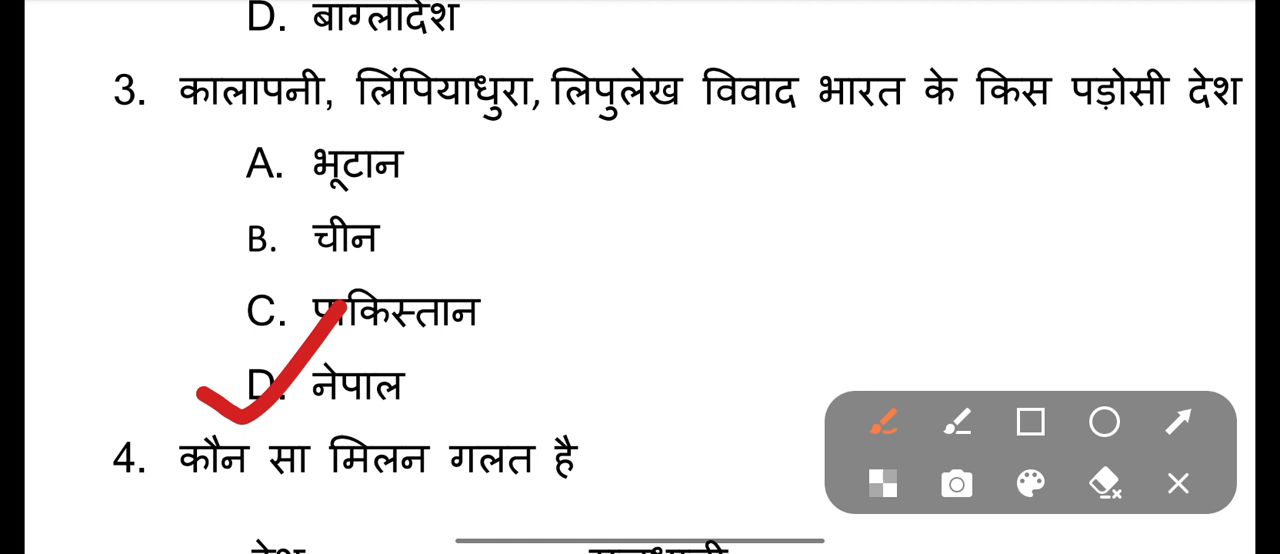 D. बांग्लादेश
3. कालापनी, लिंपियाधुरा, लिपुलेख विवाद भारत के किस पड़ोसी देश
A. भूटान
B. चीन
C. पाकिस्तान
D. नेपाल
4. कौन सा मिलन गलत है